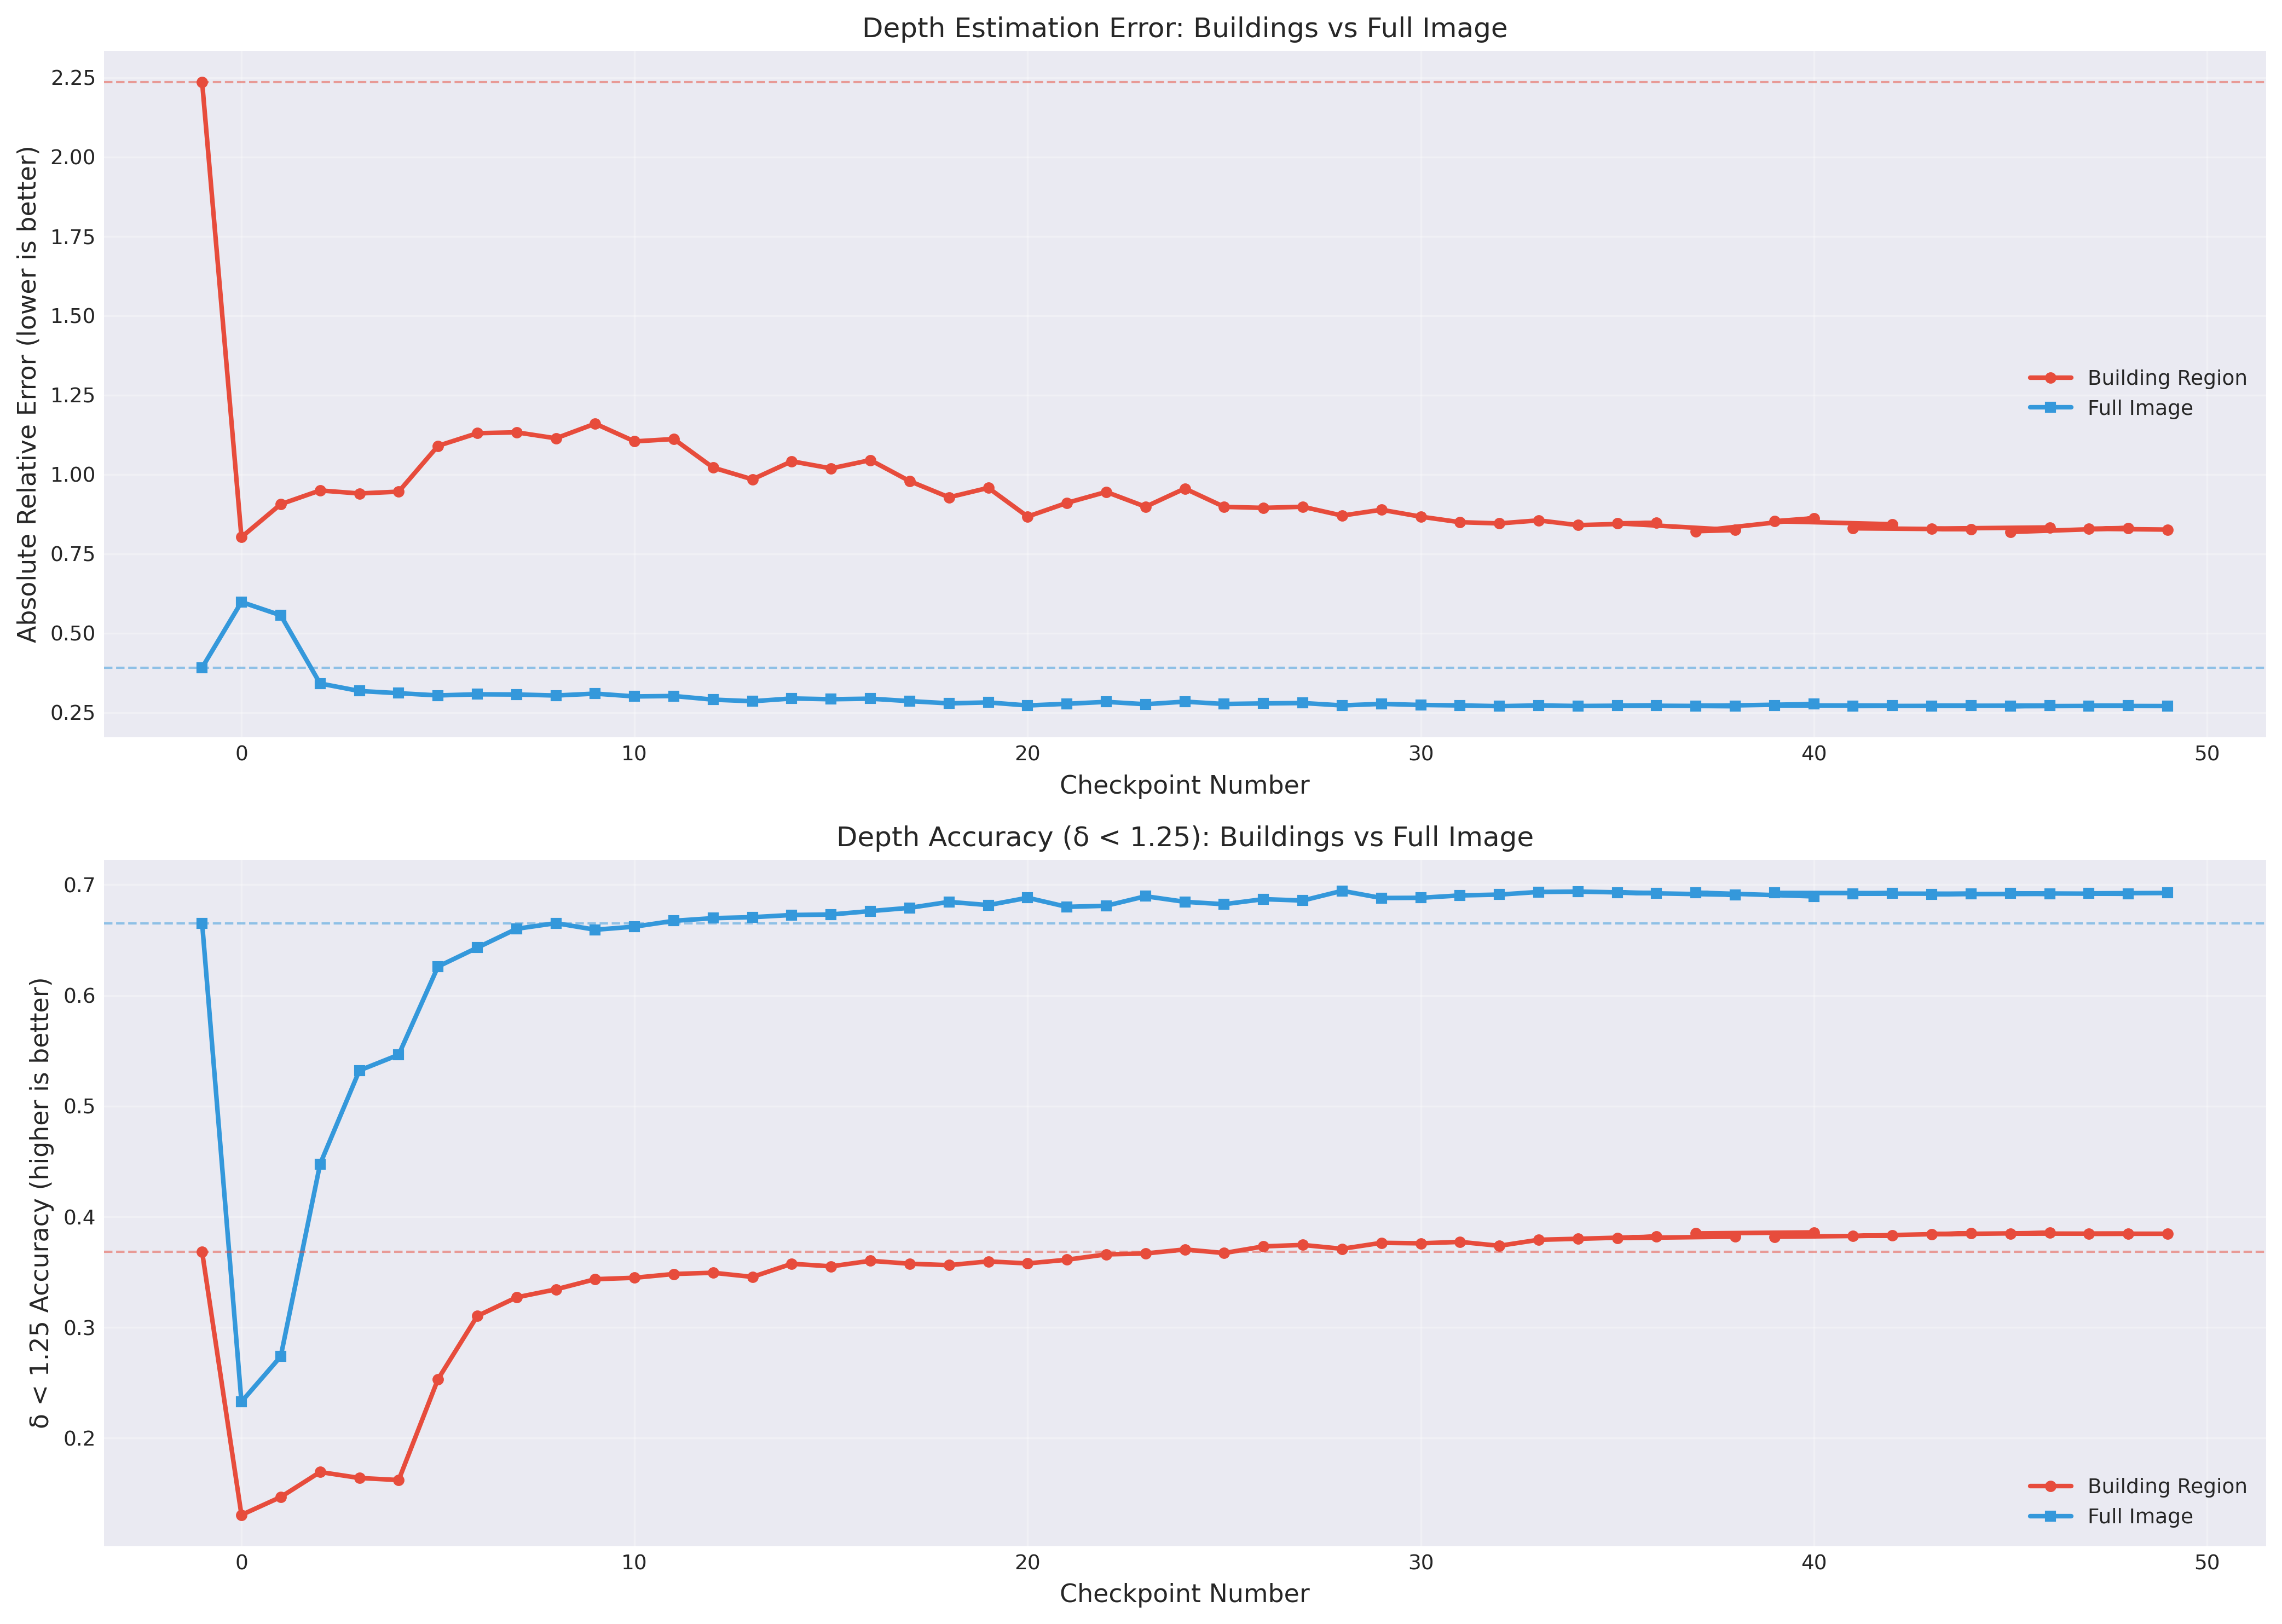 Depth Estimation Error: Buildings vs Full Image
Absolute Relative Error (lower is better)
2.25
2.00
1.75
1.50
1.25
1.00
0.75
0.50
0.25
Building Region
Full Image
0 10 20 30 40 50
Checkpoint Number
Depth Accuracy (δ < 1.25): Buildings vs Full Image
δ < 1.25 Accuracy (higher is better)
0.7
0.6
0.5
0.4
0.3
0.2
Building Region
Full Image
0 10 20 30 40 50
Checkpoint Number